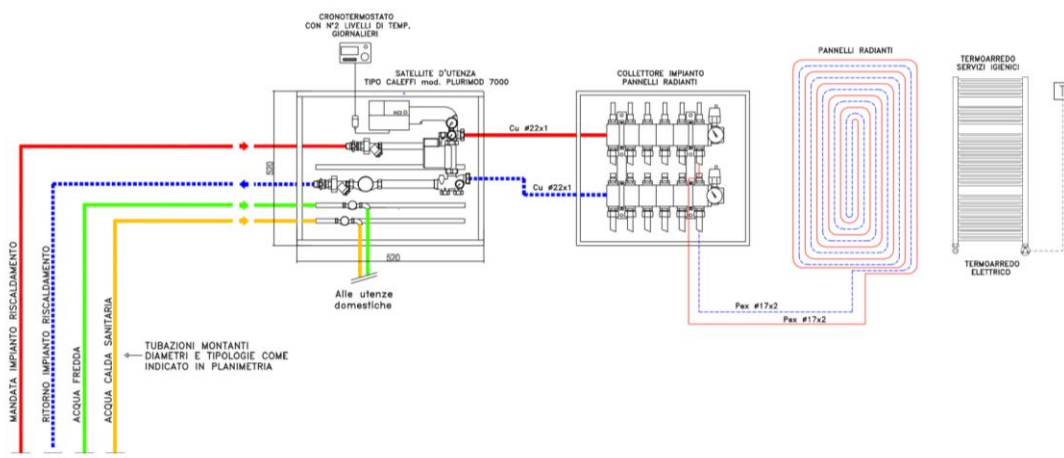 CRONOTERMOSTATO
CON N°2 LIVELLI DI TEMP.
GIORNALIERI
SATELLITE D'UTENZA
TIPO CALEFFI mod. PLURIMOD 7000
COLLETTORE IMPIANTO
PANNELLI RADIANTI
PANNELLI RADIANTI
TERMOARREDO
SERVIZI IGIENICI
T
Cu ø22x1
Cu ø22x1
520
520
Alle utenze
domestiche
TERMOARREDO
ELETTRICO
Pex ø17x2
Pex ø17x2
TUBAZIONI MONTANTI
DIAMETRI E TIPOLOGIE COME
INDICATO IN PLANIMETRIA
MANDATA IMPIANTO RISCALDAMENTO
RITORNO IMPIANTO RISCALDAMENTO
ACQUA FREDDA
ACQUA CALDA SANITARIA